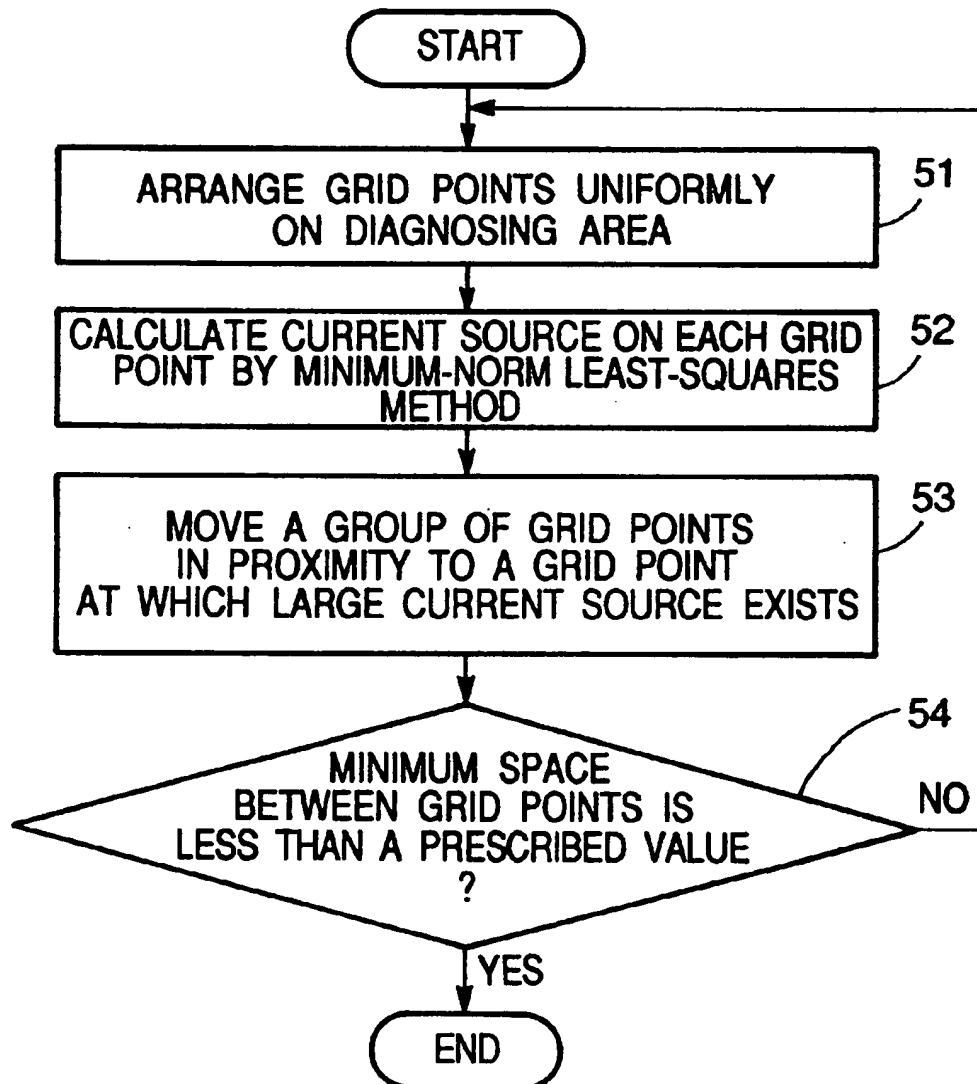 START
ARRANGE GRID POINTS UNIFORMLY
ON DIAGNOSING AREA
51
CALCULATE CURRENT SOURCE ON EACH GRID
POINT BY MINIMUM-NORM LEAST-SQUARES
METHOD
52
MOVE A GROUP OF GRID POINTS
IN PROXIMITY TO A GRID POINT
AT WHICH LARGE CURRENT SOURCE EXISTS
53
MINIMUM SPACE
BETWEEN GRID POINTS IS
LESS THAN A PRESCRIBED VALUE
?
54
NO
YES
END